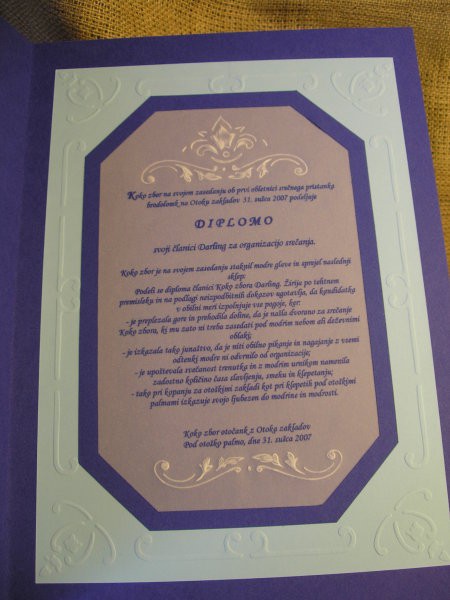 Koko zbor na svojem zasedanju ob prvi obletnici srečnega pristanka
brodolomk na Otoku zakladov 31. sušca 2007 podeljuje
DIPLOMO
svoji članici Darling za organizacijo srečanja.
Koko zbor je na svojem zasedanju staknil modre glave in sprejel naslednji
sklep:
Podeli se diploma članici Koko zbora Darling. Žirija po tehtnem
premisleku in na podlagi neizpodbitnih dokazov ugotavlja, da kandidatka
v obilni meri izpolnjuje vse pogoje, ker:
- je preplezala gore in prehodila doline, da je našla dvorano za srečanje
Koko zbora, ki mu zato ni treba zasedati pod modrim nebom ali deževnimi
oblaki;
- je izkazala tako junaštvo, da je niti obilno pikanje in nagajanje z vsemi
odtenki modre ni odvrnilo od organizacije;
- je upoštevala svečanost trenutka in z modrim urnikom namenila
zadostno količino časa slavljenju, smehu in klepetanju;
- tako pri kopanju za otoškimi zakladi kot pri klepetih pod otoškimi
palmami izkazuje svojo ljubezen do modrine in modrosti.
Koko zbor otočank z Otoka zakladov
Pod otoško palmo, dne 31. sušca 2007